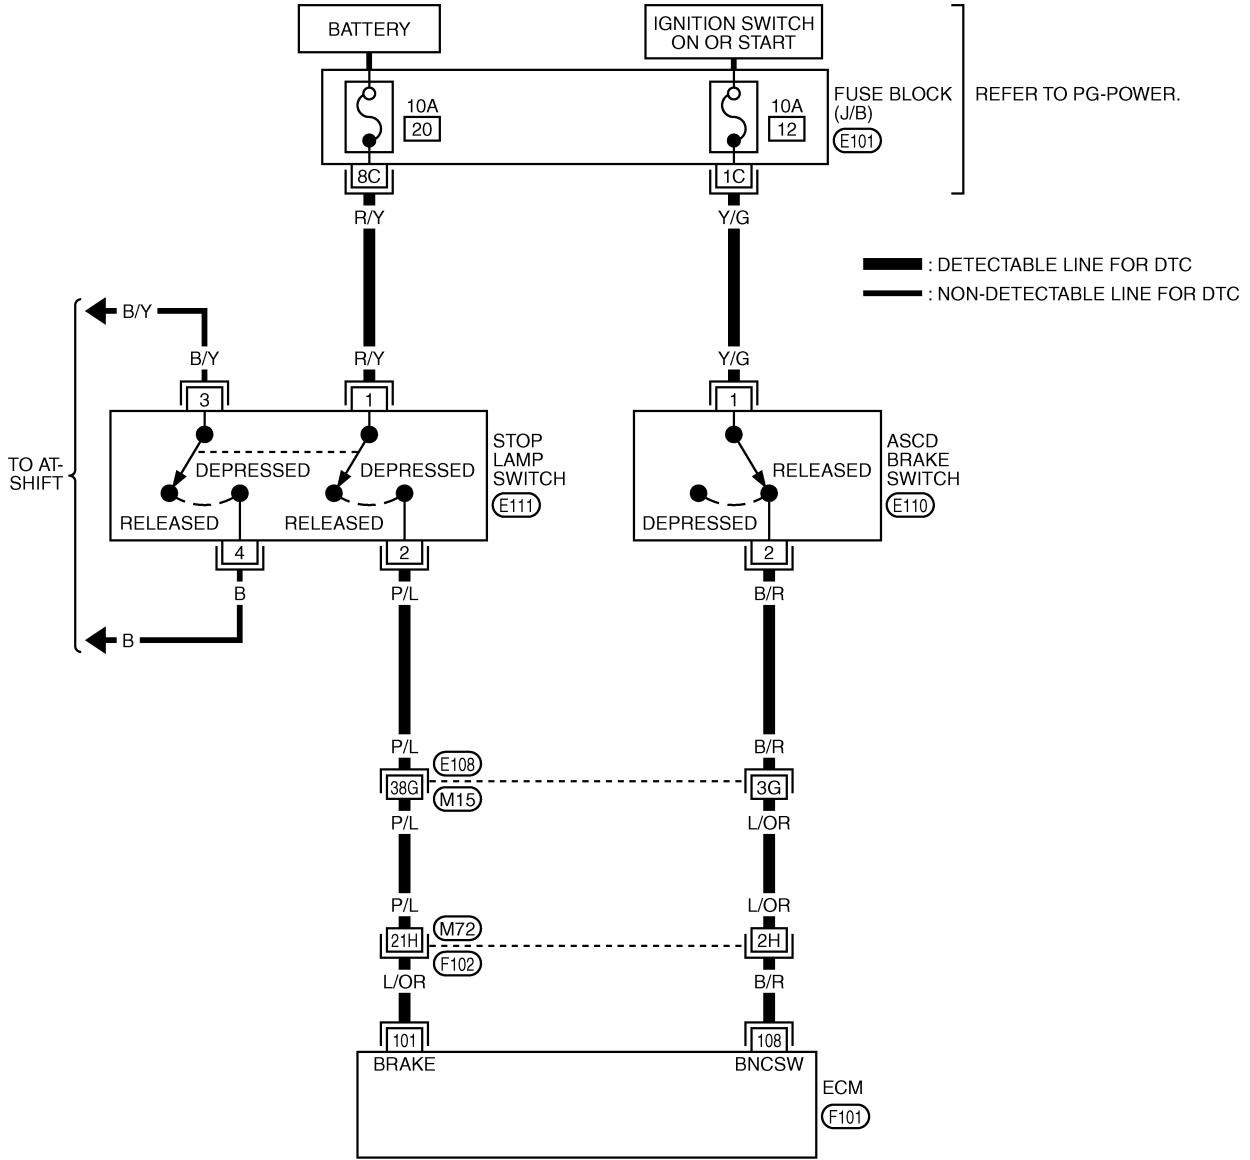 BATTERY
IGNITION SWITCH
ON OR START
10A
20
10A
12
FUSE BLOCK
(J/B)
E101
REFER TO PG-POWER.
8C
1C
R/Y
Y/G
: DETECTABLE LINE FOR DTC
: NON-DETECTABLE LINE FOR DTC
B/Y
B/Y
R/Y
Y/G
3
1
1
TO AT-
SHIFT
DEPRESSED
DEPRESSED
RELEASED
RELEASED
STOP
LAMP
SWITCH
E111
RELEASED
DEPRESSED
ASCD
BRAKE
SWITCH
E110
4
2
2
B
P/L
B/R
B
P/L
B/R
E108
38G
3G
M15
P/L
L/OR
P/L
L/OR
M72
21H
2H
F102
L/OR
B/R
101
108
BRAKE
BNCSW
ECM
F101